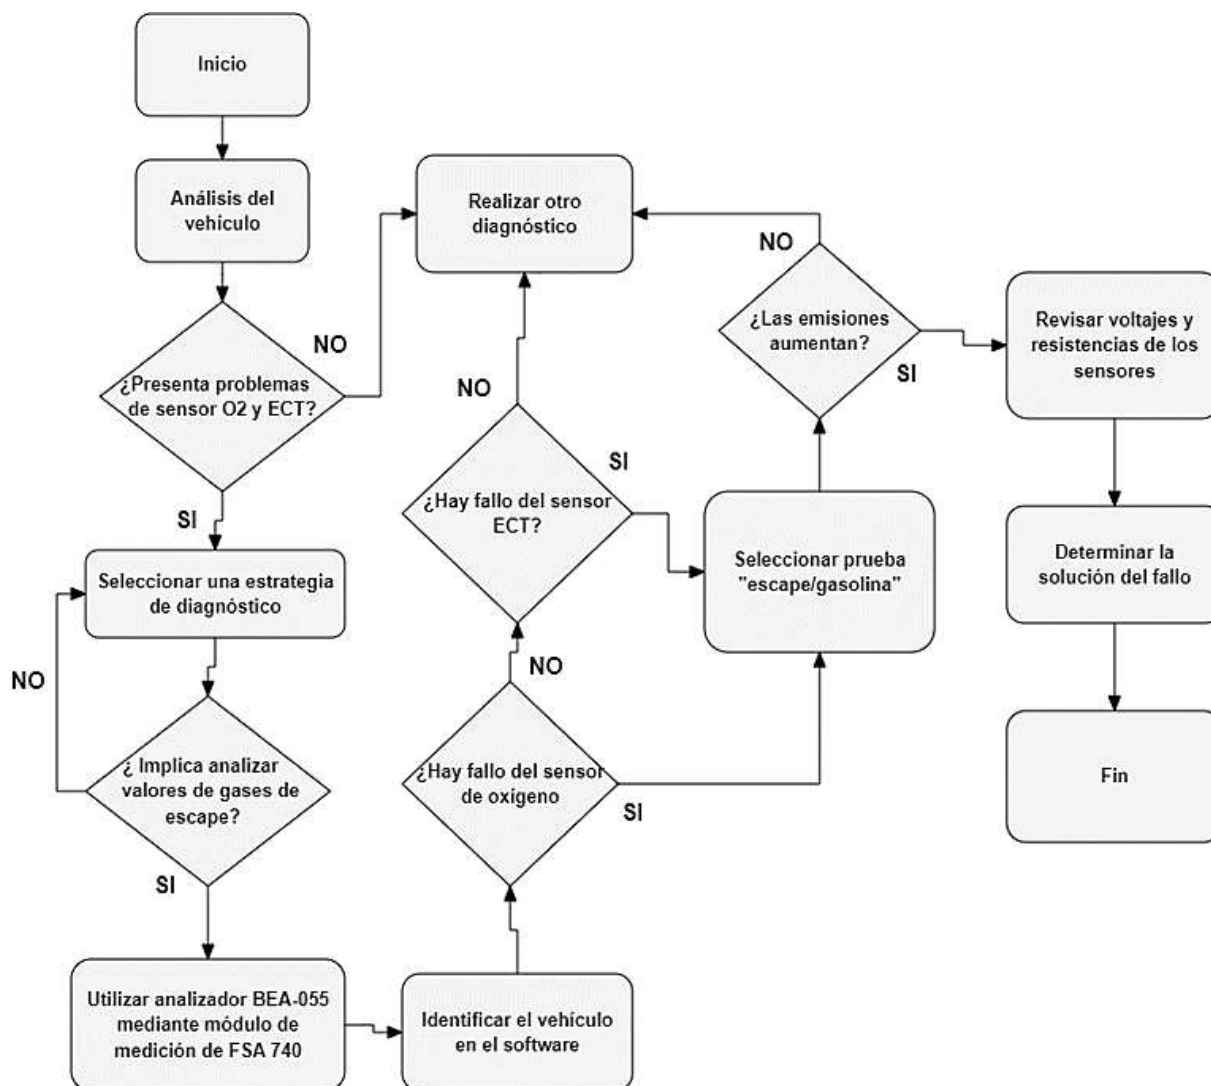 Inicio
Análisis del
vehículo
¿Presenta problemas
de sensor O2 y ECT?
NO
SI
Seleccionar una estrategia
de diagnóstico
NO
¿ Implica analizar
valores de gases de
escape?
SI
Utilizar analizador BEA-055
mediante módulo de
medición de FSA 740
Identificar el vehículo
en el software
¿Hay fallo del sensor
de oxígeno
NO
SI
¿Hay fallo del sensor
ECT?
NO
SI
Realizar otro
diagnóstico
Seleccionar prueba
"escape/gasolina"
¿Las emisiones
aumentan?
NO
SI
Revisar voltajes y
resistencias de los
sensores
Determinar la
solución del fallo
Fin